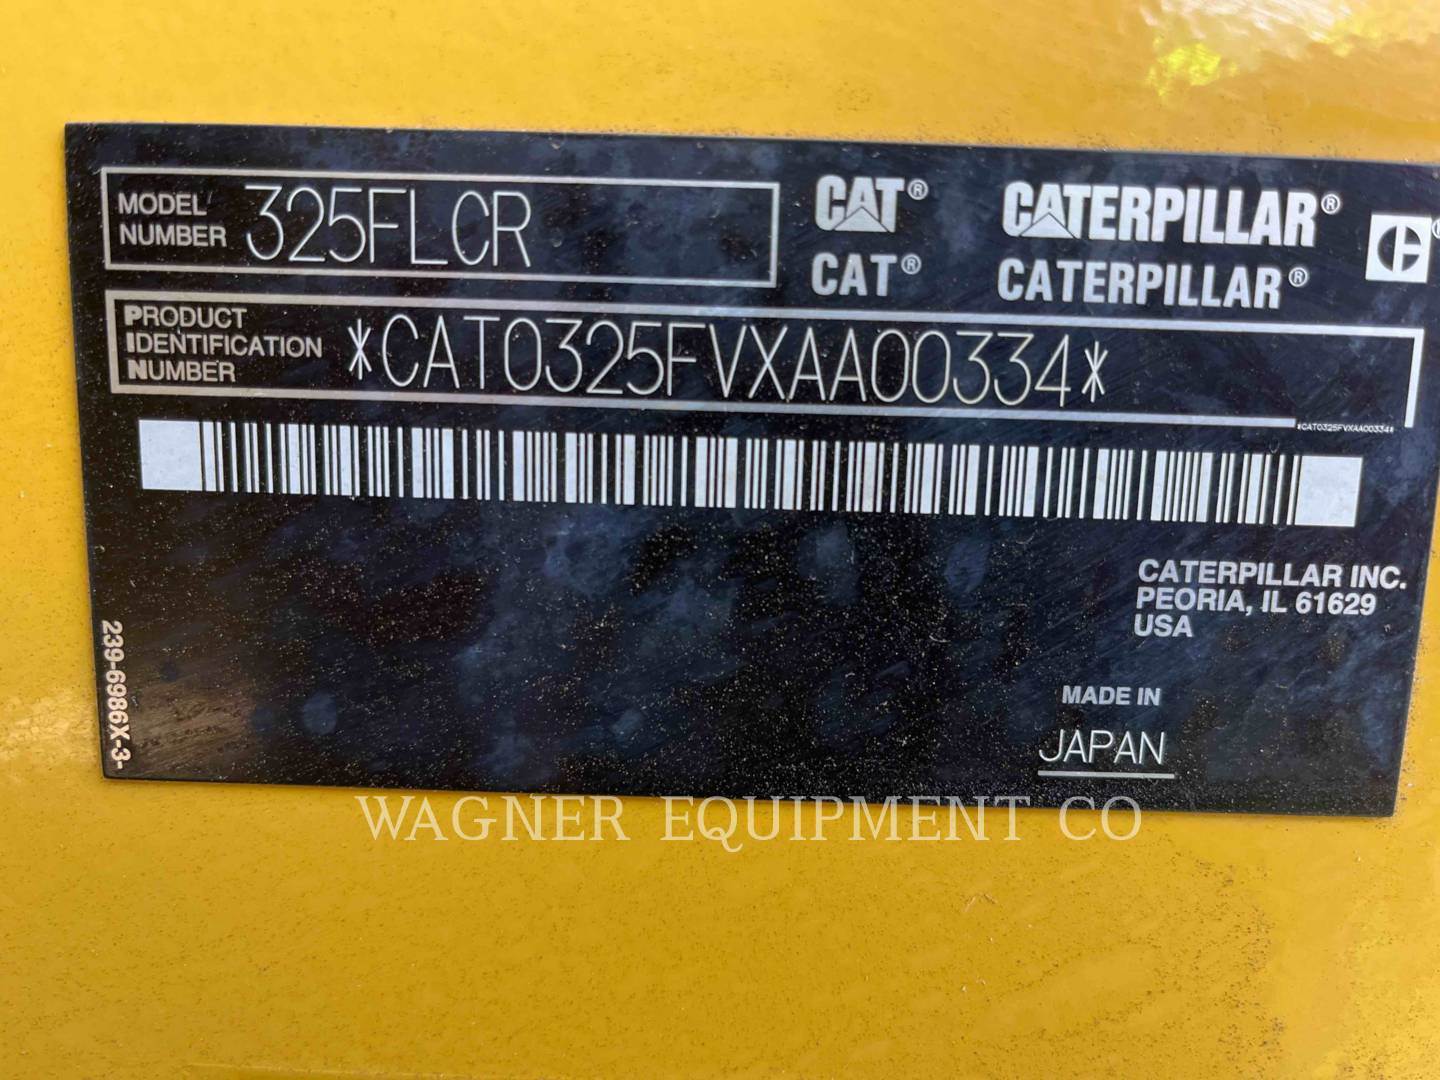 MODEL NUMBER 325FLCR
CAT® CATERPILLAR®
CAT® CATERPILLAR®
PRODUCT IDENTIFICATION NUMBER *CAT0325FVXAA00334*
*CAT0325FVXAA00334*
CATERPILLAR INC.
PEORIA, IL 61629
USA
MADE IN
JAPAN
239-6986X-3-
WAGNER EQUIPMENT CO